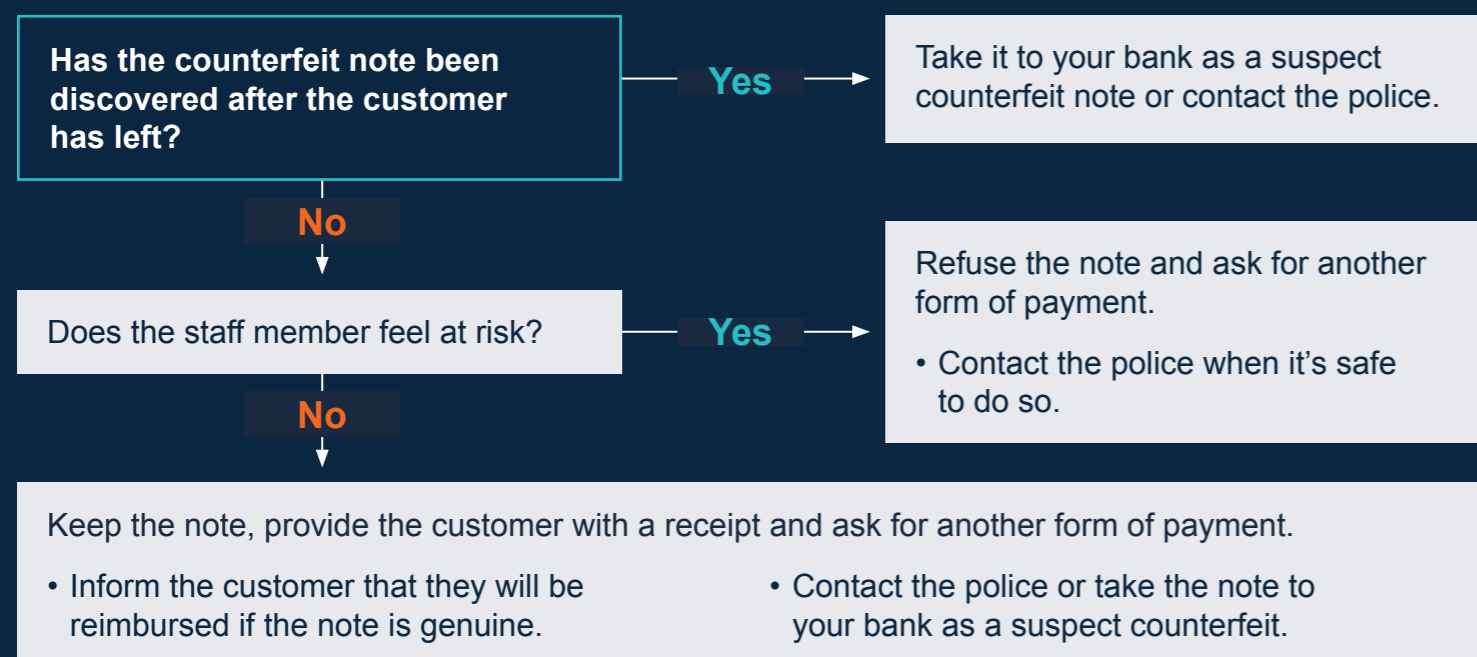 Has the counterfeit note been
discovered after the customer
has left?
Yes
Take it to your bank as a suspect
counterfeit note or contact the police.
No
Does the staff member feel at risk?
Yes
Refuse the note and ask for another
form of payment.
• Contact the police when it’s safe
to do so.
No
Keep the note, provide the customer with a receipt and ask for another form of payment.
• Inform the customer that they will be
reimbursed if the note is genuine.
• Contact the police or take the note to
your bank as a suspect counterfeit.